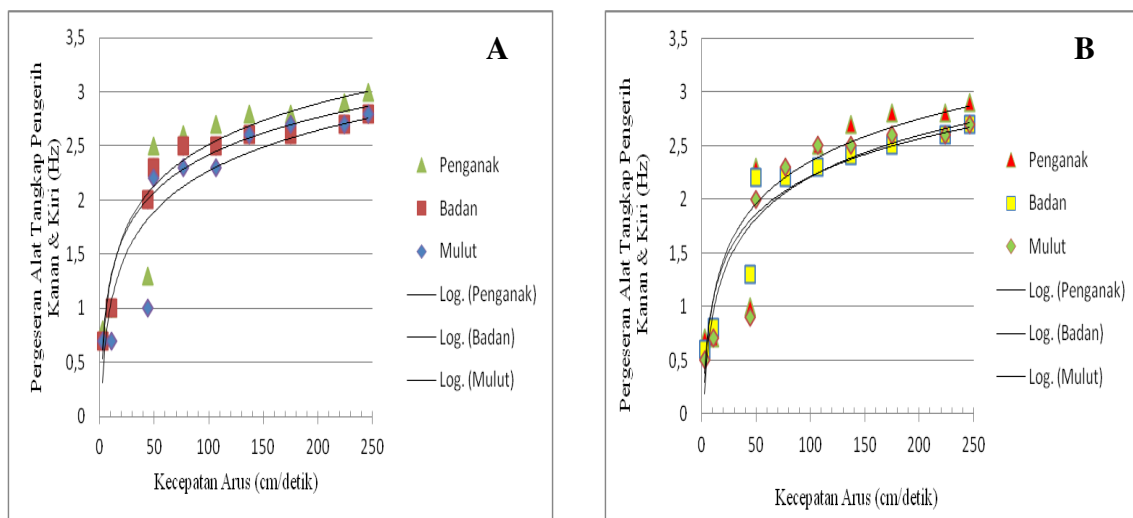 A
Pergeseran Alat Tangkap Pengerih
Kanan & Kiri (Hz)
3,5
3
2,5
2
1,5
1
0,5
0
0
50
100
150
200
250
Kecepatan Arus (cm/detik)
Penganak
Badan
Mulut
Log. (Penganak)
Log. (Badan)
Log. (Mulut)
B
Pergeseran Alat Tangkap Pengerih
Kanan & Kiri (Hz)
3,5
3
2,5
2
1,5
1
0,5
0
0
50
100
150
200
250
Kecepatan Arus (cm/detik)
Penganak
Badan
Mulut
Log. (Penganak)
Log. (Badan)
Log. (Mulut)